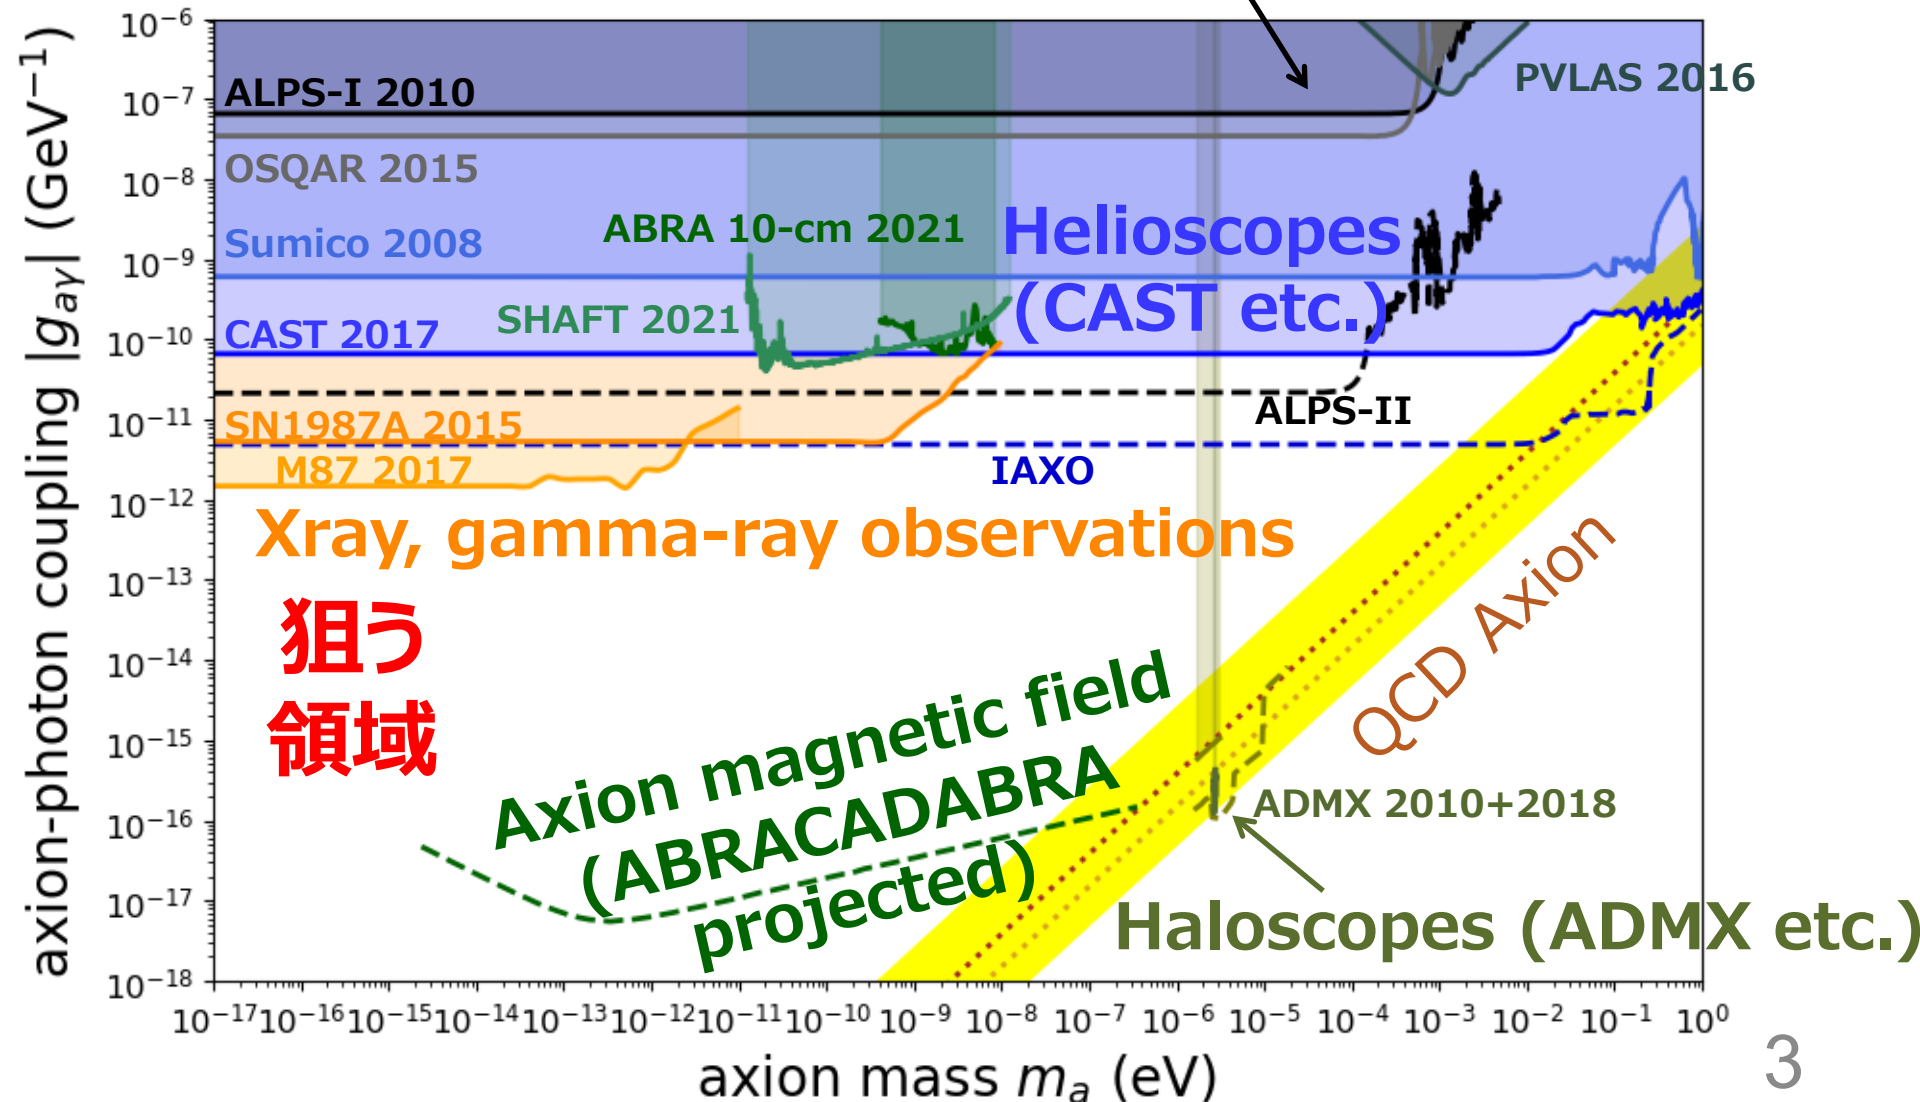 10⁻⁶
10⁻⁷
10⁻⁸
10⁻⁹
10⁻¹⁰
10⁻¹¹
10⁻¹²
10⁻¹³
10⁻¹⁴
10⁻¹⁵
10⁻¹⁶
10⁻¹⁷
10⁻¹⁸
axion-photon coupling |gₐγ| (GeV⁻¹)
ALPS-I 2010
PVLAS 2016
OSQAR 2015
Sumico 2008
ABRA 10-cm 2021
Helioscopes
(CAST etc.)
CAST 2017
SHAFT 2021
ALPS-II
SN1987A 2015
M87 2017
IAXO
Xray, gamma-ray observations
狙う
領域
QCD Axion
Axion magnetic field
(ABRACADABRA
projected)
ADMX 2010+2018
Haloscopes (ADMX etc.)
10⁻¹⁷ 10⁻¹⁶ 10⁻¹⁵ 10⁻¹⁴ 10⁻¹³ 10⁻¹² 10⁻¹¹ 10⁻¹⁰ 10⁻⁹ 10⁻⁸ 10⁻⁷ 10⁻⁶ 10⁻⁵ 10⁻⁴ 10⁻³ 10⁻² 10⁻¹ 10⁰
axion mass mₐ (eV)
3